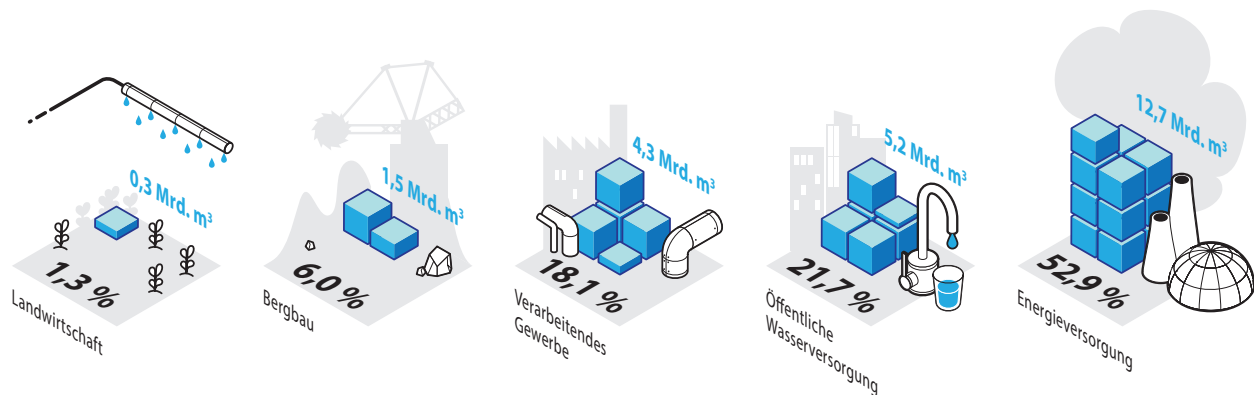 0,3 Mrd. m³
1,3 %
Landwirtschaft
1,5 Mrd. m³
6,0 %
Bergbau
4,3 Mrd. m³
18,1 %
Verarbeitendes
Gewerbe
5,2 Mrd. m³
21,7 %
Öffentliche
Wasserversorgung
12,7 Mrd. m³
52,9 %
Energieversorgung